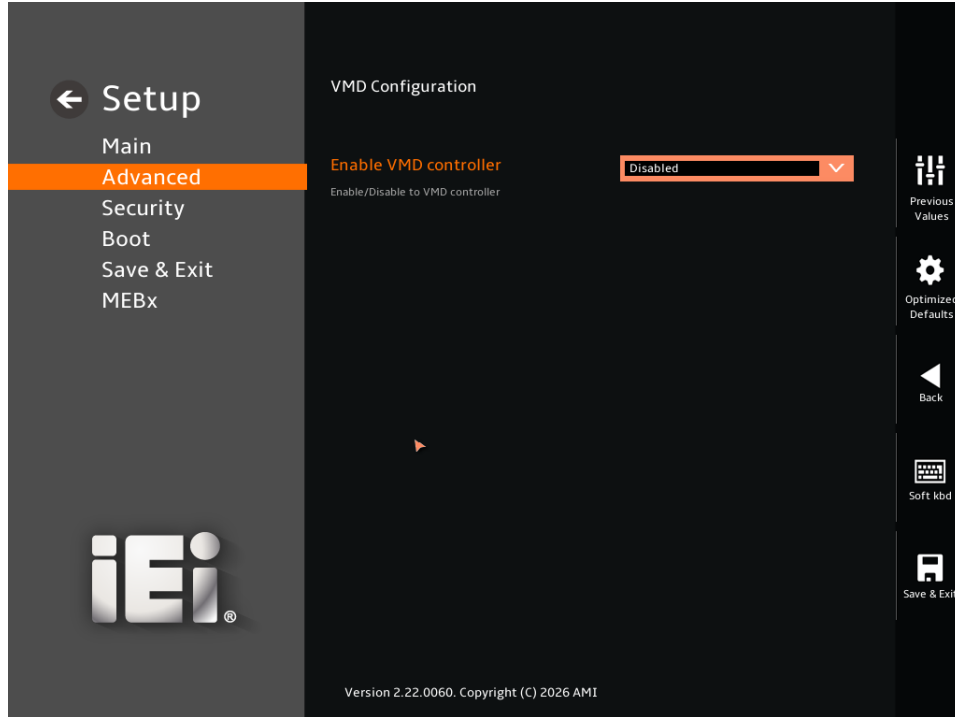 Setup
Main
Advanced
Security
Boot
Save & Exit
MEBx
VMD Configuration
Enable VMD controller
Disabled
Enable/Disable to VMD controller
Previous
Values
Optimized
Defaults
Back
Soft kbd
Save & Exit
iEi®
Version 2.22.0060. Copyright (C) 2026 AMI